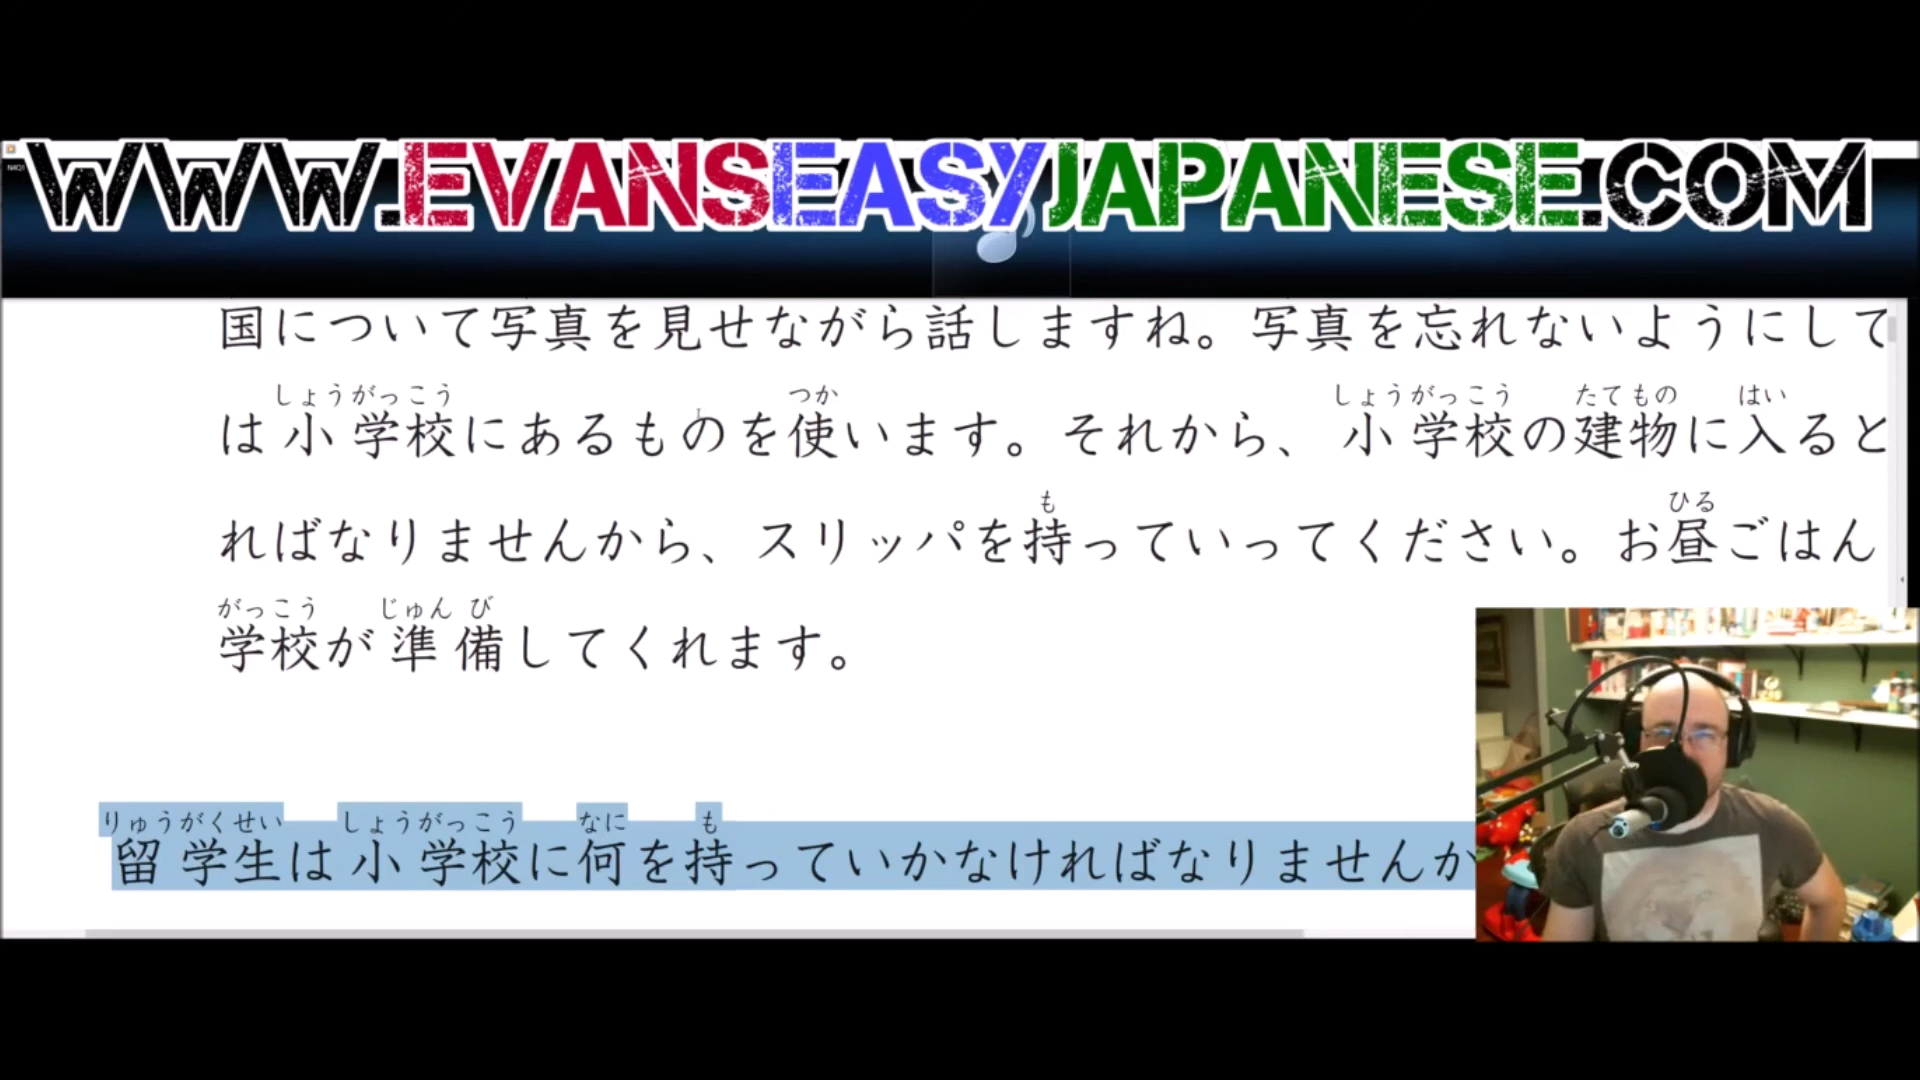 WWW.EVANSEASYJAPANESE.COM
国について写真を見せながら話しますね。写真を忘れないようにして
しょうがっこう つか しょうがっこう たてもの はい
は小学校にあるものを使います。それから、小学校の建物に入ると
も ひる
ればなりませんから、スリッパを持っていってください。お昼ごはん
がっこう じゅんび
学校が準備してくれます。
りゅうがくせい しょうがっこう なに も
留学生は小学校に何を持っていかなければなりませんか